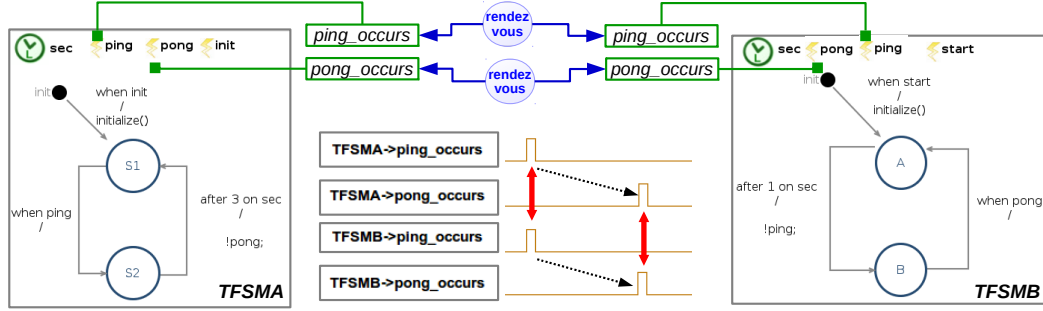 sec
ping
pong
init
init
when init
/
initialize()
S1
when ping
/
after 3 on sec
/
!pong;
S2
TFSMA
ping_occurs
pong_occurs
rendez
vous
rendez
vous
ping_occurs
pong_occurs
TFSMA->ping_occurs
TFSMA->pong_occurs
TFSMB->ping_occurs
TFSMB->pong_occurs
sec
pong
ping
start
init
when start
/
initialize()
A
after 1 on sec
/
!ping;
when pong
/
B
TFSMB